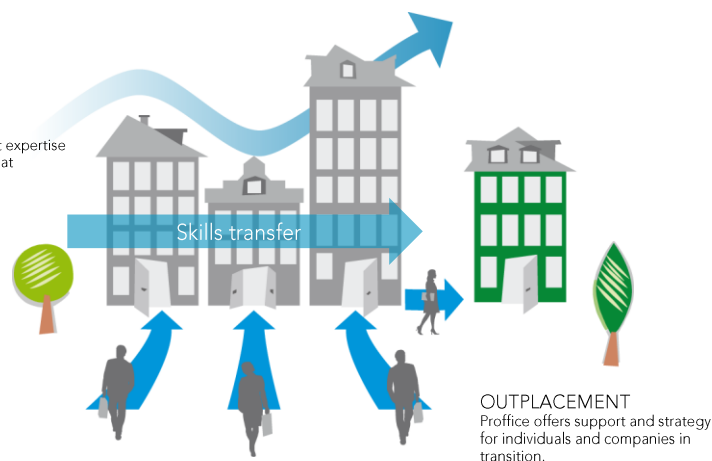 expertise
at
Skills transfer
OUTPLACEMENT
Proffice offers support and strategy
for individuals and companies in
transition.